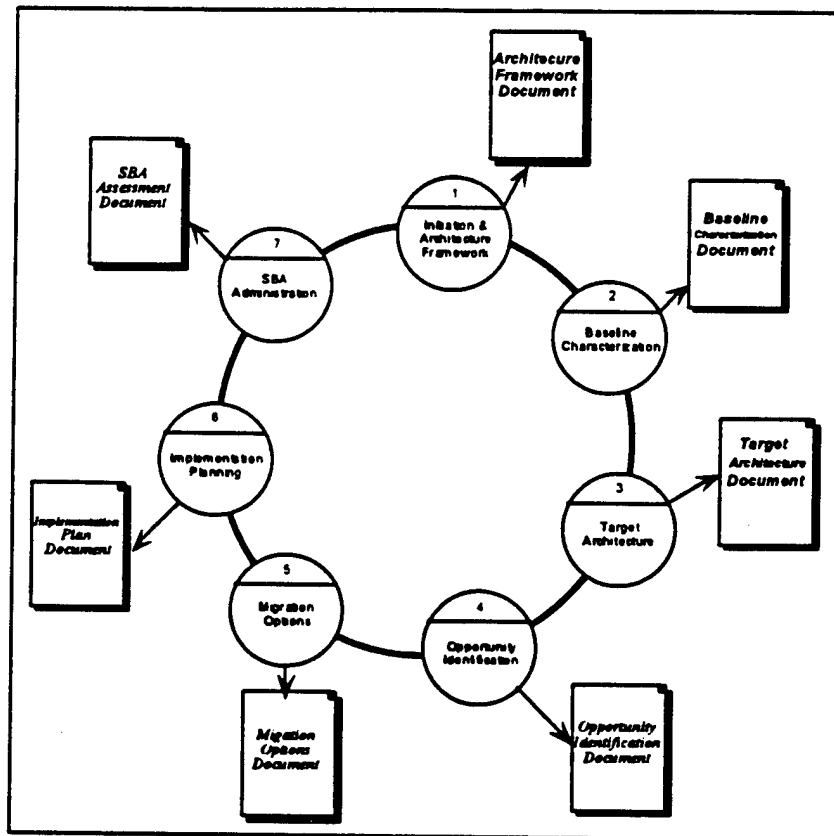 Architecure
Framework
Document
SBA
Assessment
Document
1
Initiation &
Architecture
Framework
Baseline
Characterization
Document
7
SBA
Administration
2
Baseline
Characterization
6
Implementation
Planning
Target
Architecture
Document
3
Target
Architecture
Implementation
Plan
Document
5
Migration
Options
4
Opportunity
Identification
Migration
Options
Document
Opportunity
Identification
Document